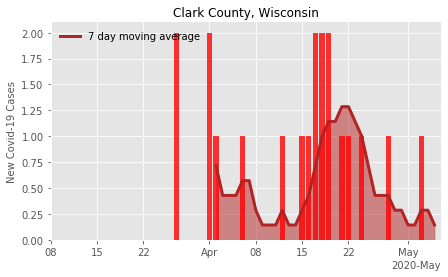 Clark County, Wisconsin
7 day moving average
New Covid-19 Cases
2.00
1.75
1.50
1.25
1.00
0.75
0.50
0.25
0.00
08 15 22 Apr 08 15 22 May
2020-May